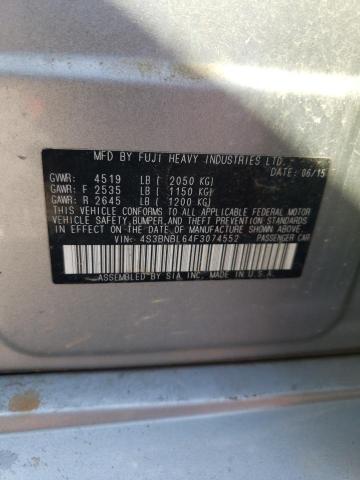 MFD BY FUJI HEAVY INDUSTRIES LTD.
DATE: 06/15
GVWR: 4519 LB ( 2050 KG)
GAWR: F 2535 LB ( 1150 KG)
GAWR: R 2645 LB ( 1200 KG)
THIS VEHICLE CONFORMS TO ALL APPLICABLE FEDERAL MOTOR
VEHICLE SAFETY, BUMPER, AND THEFT PREVENTION STANDARDS
IN EFFECT ON THE DATE OF MANUFACTURE SHOWN ABOVE.
VIN: 4S3BNBL64F3074552 PASSENGER CAR
ASSEMBLED BY SIA, INC. MADE IN U.S.A.